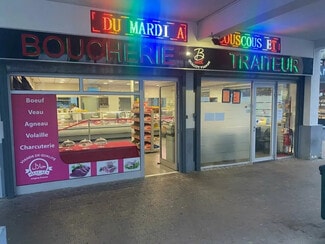 DU MARDI A
COUSCOUS ET
BOUCHERIE
B
TRAITEUR
Boeuf
Veau
Agneau
Volaille
Charcuterie